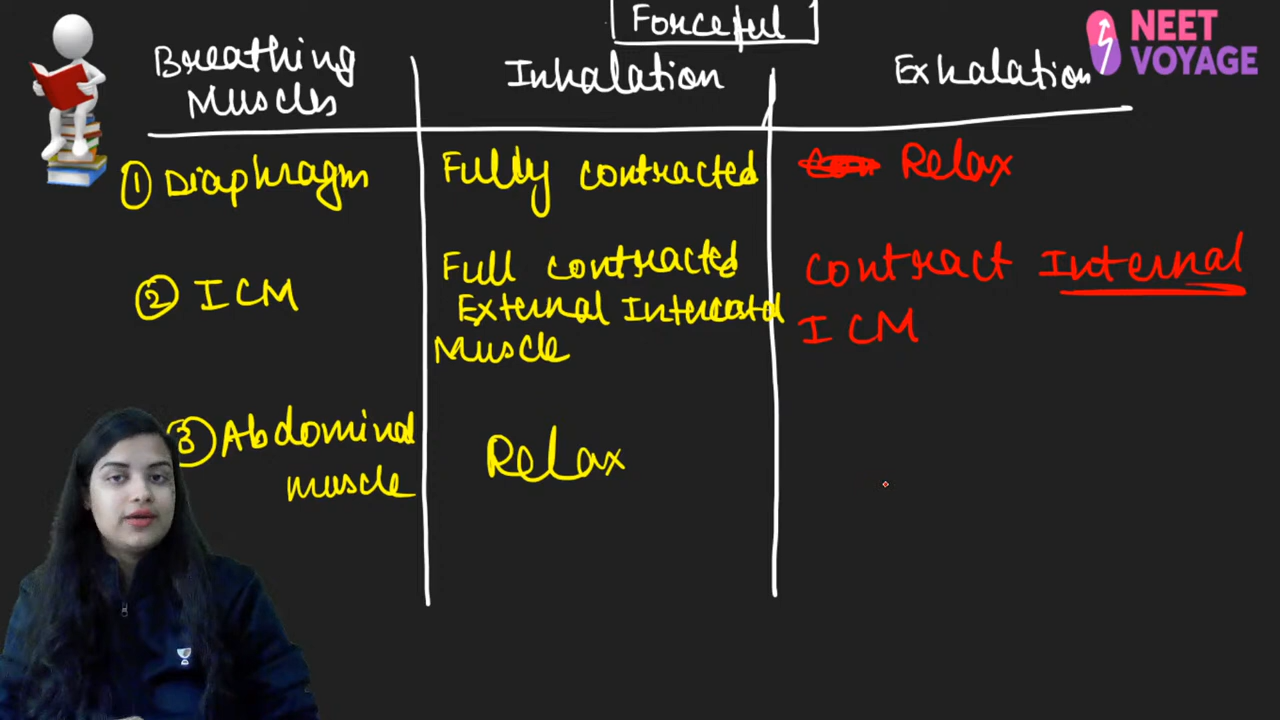 Forceful
NEET
VOYAGE
Breathing
Muscles
Inhalation
Exhalation
① Diaphragm
Fully contracted
Relax
② ICM
Full contracted
External Intercostal
Muscle
Contract Internal
ICM
③ Abdominal
muscle
Relax